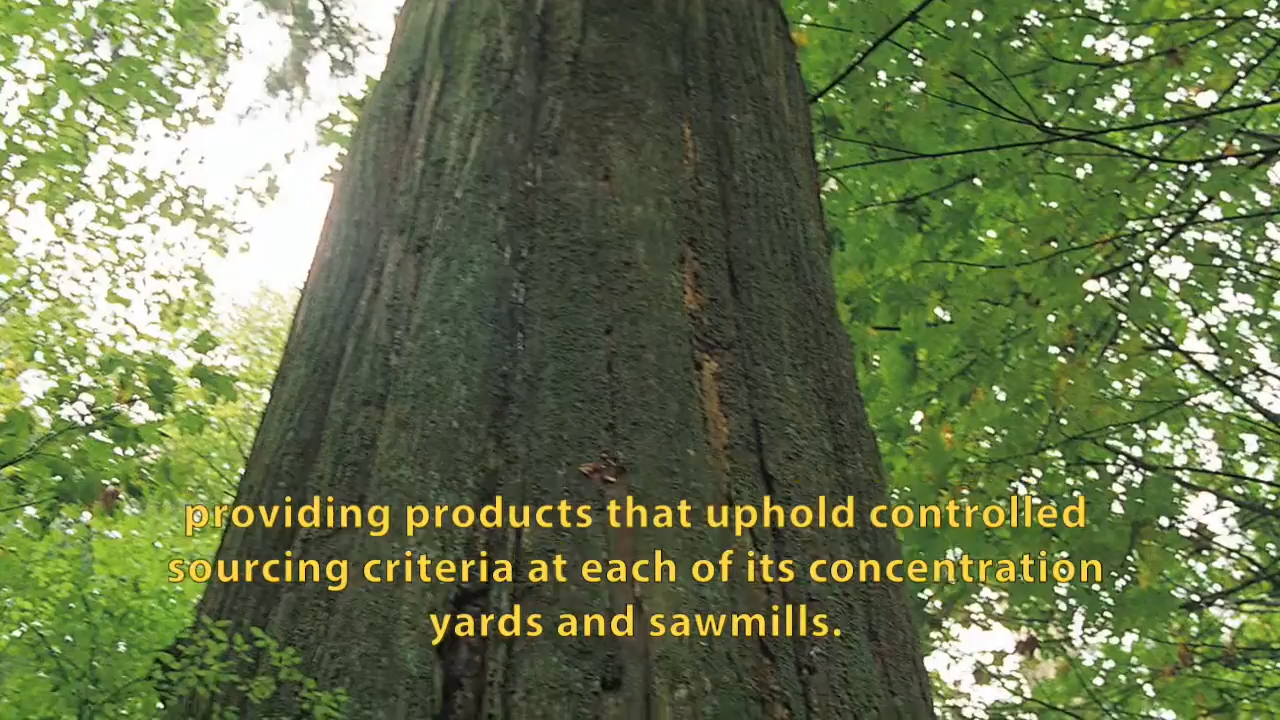 providing products that uphold controlled
sourcing criteria at each of its concentration
yards and sawmills.